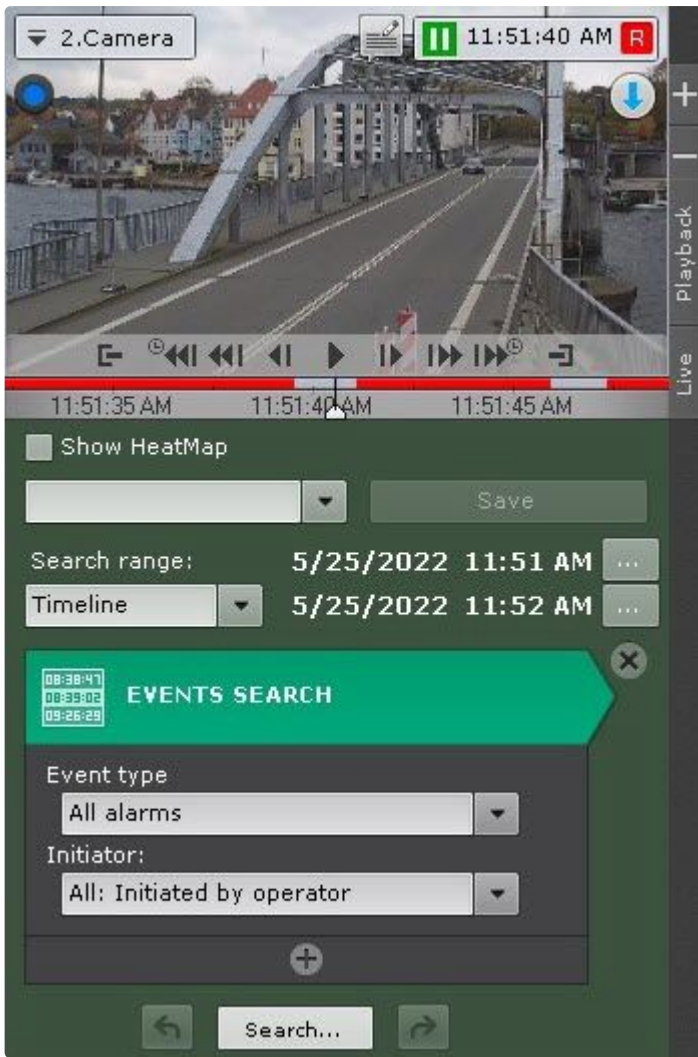 2.Camera
11:51:40 AM R
Playback
Live
11:51:35 AM 11:51:40 AM 11:51:45 AM
Show HeatMap
Save
Search range: 5/25/2022 11:51 AM ...
Timeline 5/25/2022 11:52 AM ...
08:38:47
08:39:02
09:26:29
EVENTS SEARCH
Event type
All alarms
Initiator:
All: Initiated by operator
Search...